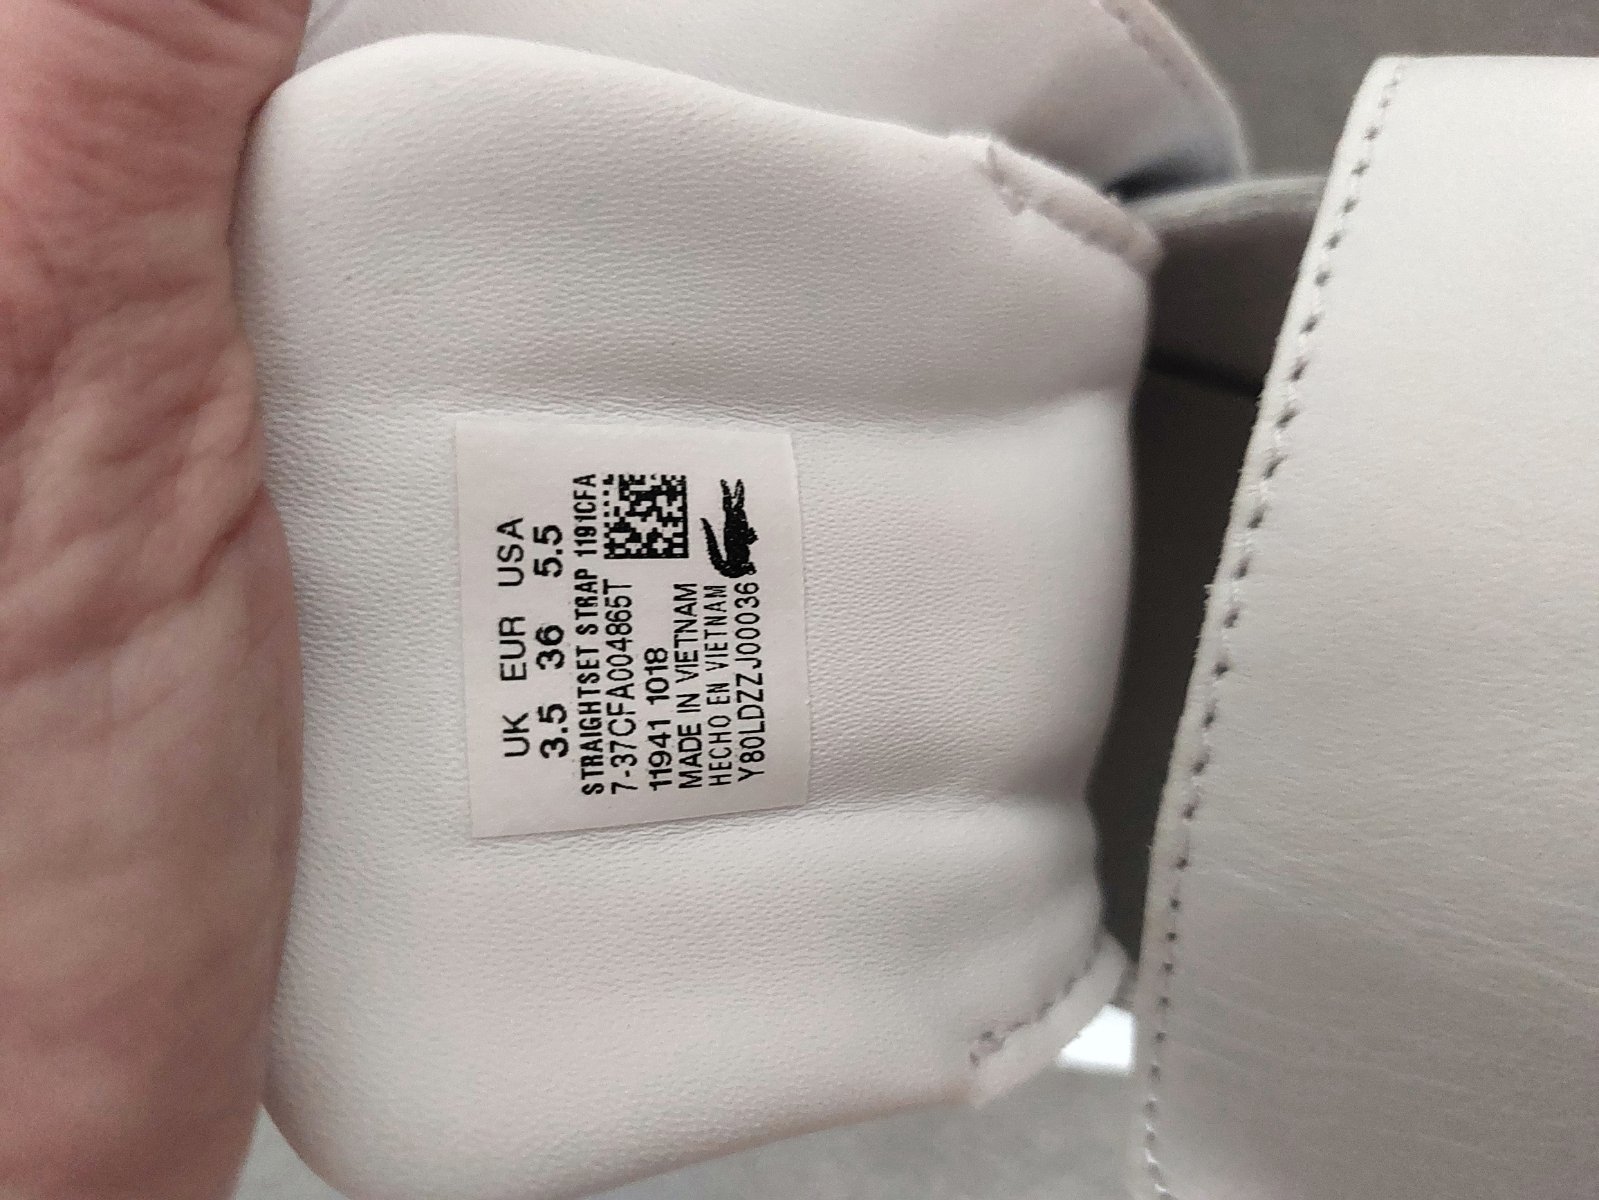 UK EUR USA
3.5 36 5.5
STRAIGHTSET STRAP 1191CFA
7-37CFA004865T
11941 1018
MADE IN VIETNAM
HECHO EN VIETNAM
Y80LDZZJ00036